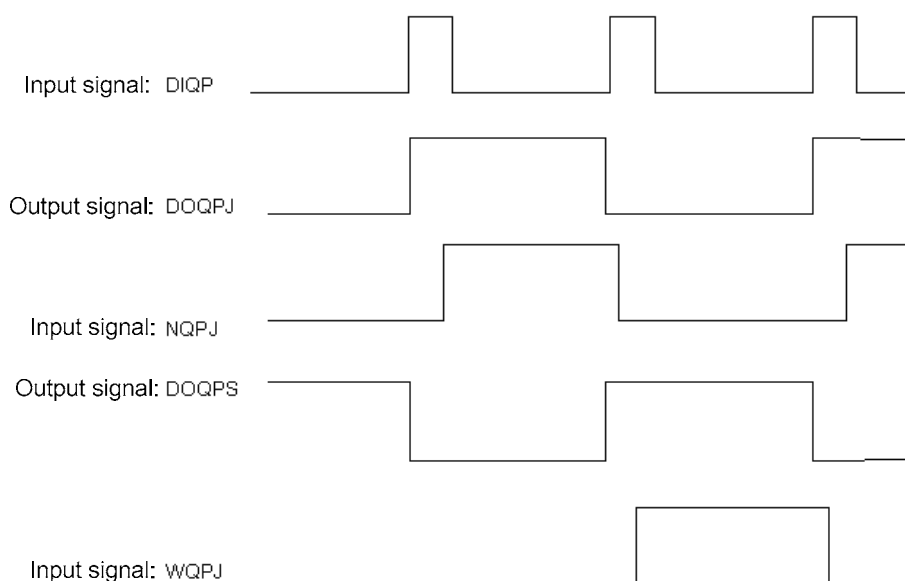 Input signal: DIQP
Output signal: DOQPJ
Input signal: NQPJ
Output signal: DOQPS
Input signal: WQPJ